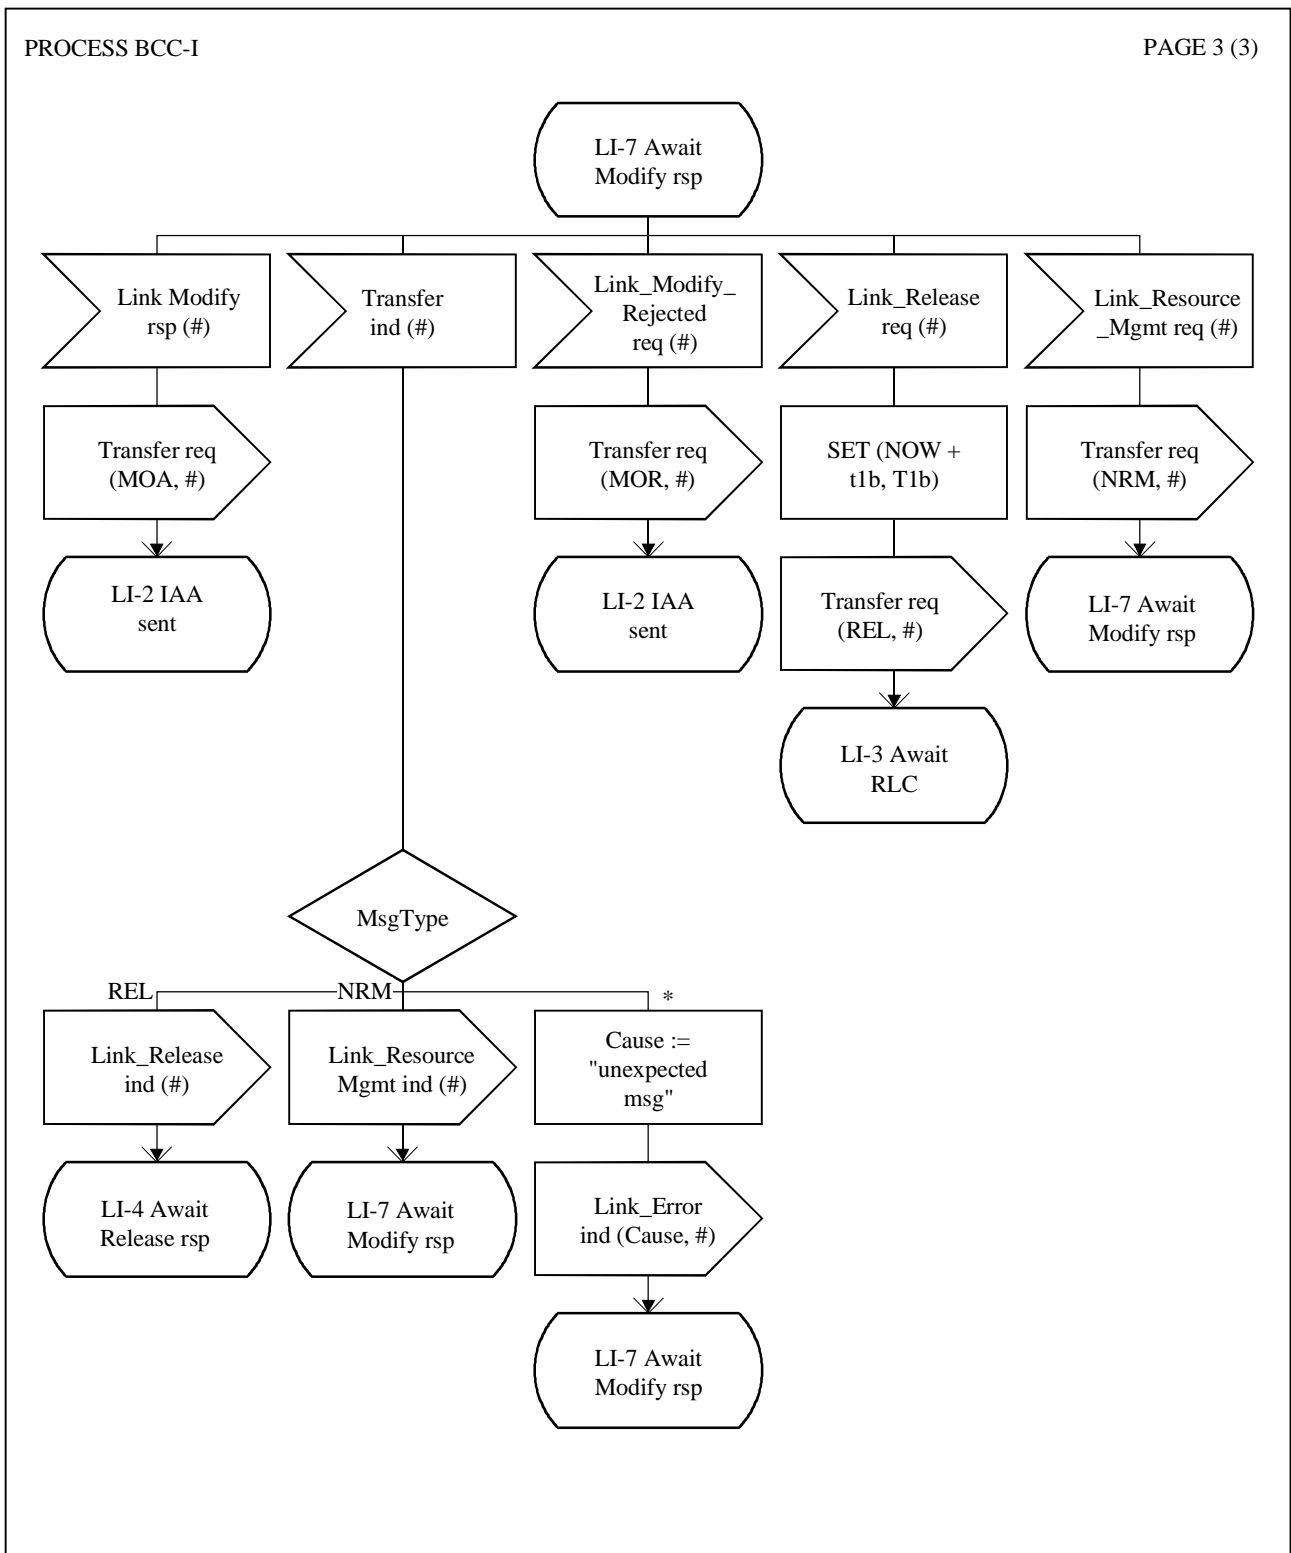 PROCESS BCC-I
PAGE 3 (3)
LI-7 Await
Modify rsp
Link Modify
rsp (#)
Transfer
ind (#)
Link_Modify_
Rejected
req (#)
Link_Release
req (#)
Link_Resource
_Mgmt req (#)
Transfer req
(MOA, #)
Transfer req
(MOR, #)
SET (NOW +
t1b, T1b)
Transfer req
(NRM, #)
LI-2 IAA
sent
LI-2 IAA
sent
Transfer req
(REL, #)
LI-7 Await
Modify rsp
LI-3 Await
RLC
MsgType
REL
NRM
*
Link_Release
ind (#)
Link_Resource
Mgmt ind (#)
Cause :=
"unexpected
msg"
LI-4 Await
Release rsp
LI-7 Await
Modify rsp
Link_Error
ind (Cause, #)
LI-7 Await
Modify rsp